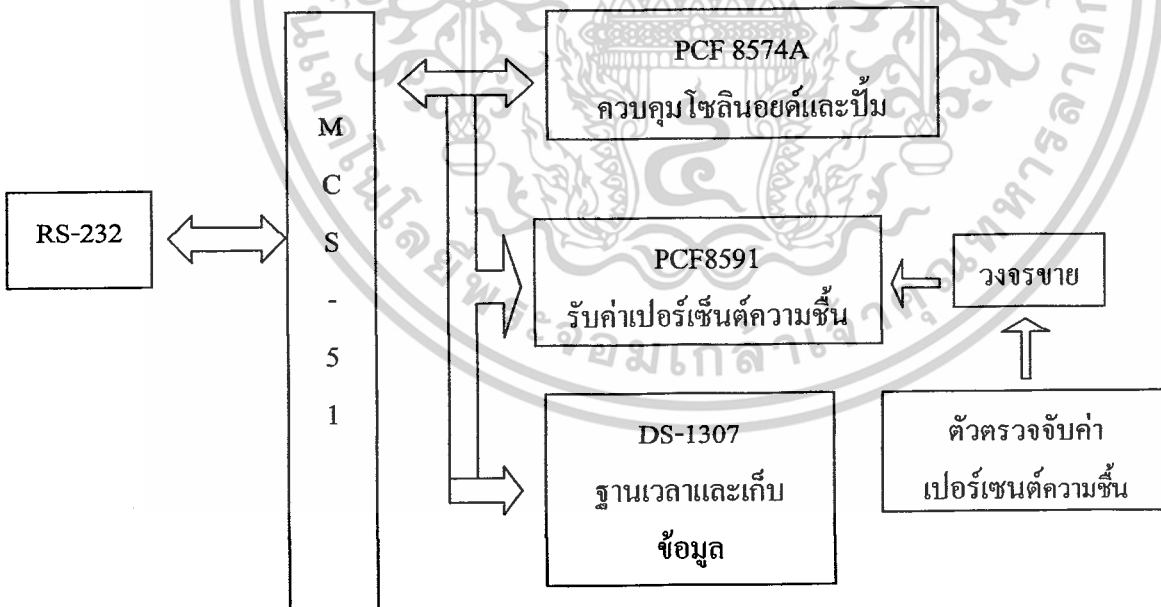 PCF 8574A
ควบคุมโซลินอยด์และปั้ม
M
C
S
-
5
1
RS-232
PCF8591
รับค่าเปอร์เซ็นต์ความชื้น
วงจรขาย
DS-1307
ฐานเวลาและเก็บ
ข้อมูล
ตัวตรวจจับค่า
เปอร์เซนต์ความชื้น